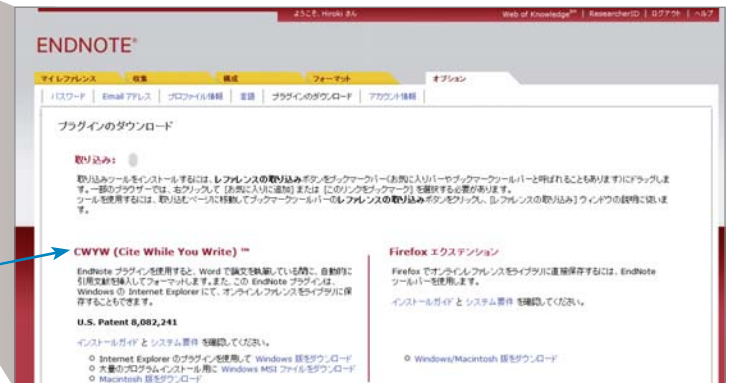 ようこそ, Hiroki さん
Web of Knowledge℠ | ResearcherID | ログアウト | ヘルプ
ENDNOTE®
マイ レファレンス 収集 構成 フォーマット オプション
パスワード | Email アドレス | プロファイル情報 | 言語 | プラグインのダウンロード | アカウント情報 |
プラグインのダウンロード
取り込み:
取り込みツールをインストールするには、レファレンスの取り込みボタンをブックマークバー(お気に入りバーやブックマークツールバーと呼ばれることもあります)にドラッグしま
す。一部のブラウザーでは、右クリックして [お気に入りに追加] または [このリンクをブックマーク] を選択する必要があります。
ツールを使用するには、取り込むページに移動してブックマークツールバーのレファレンスの取り込みボタンをクリックし、[レファレンスの取り込み] ウィンドウの説明に従いま
す。
CWYW (Cite While You Write) ™
EndNote プラグインを使用すると、Word で論文を執筆している間に、自動的に
引用文献を挿入してフォーマットします。また、この EndNote プラグインは、
Windows の Internet Explorer にて、オンライン レファレンスをライブラリに保
存することもできます。
U.S. Patent 8,082,241
インストールガイド と システム要件 を確認してください。
Internet Explorer のプラグインを使用して Windows 版をダウンロード
大量のプログラムインストール用に Windows MSI ファイルをダウンロード
Macintosh 版をダウンロード
Firefox エクステンション
Firefox でオンラインレファレンスをライブラリに直接保存するには、EndNote
ツールバーを使用します。
インストールガイド と システム要件 を確認してください。
Windows/Macintosh 版をダウンロード